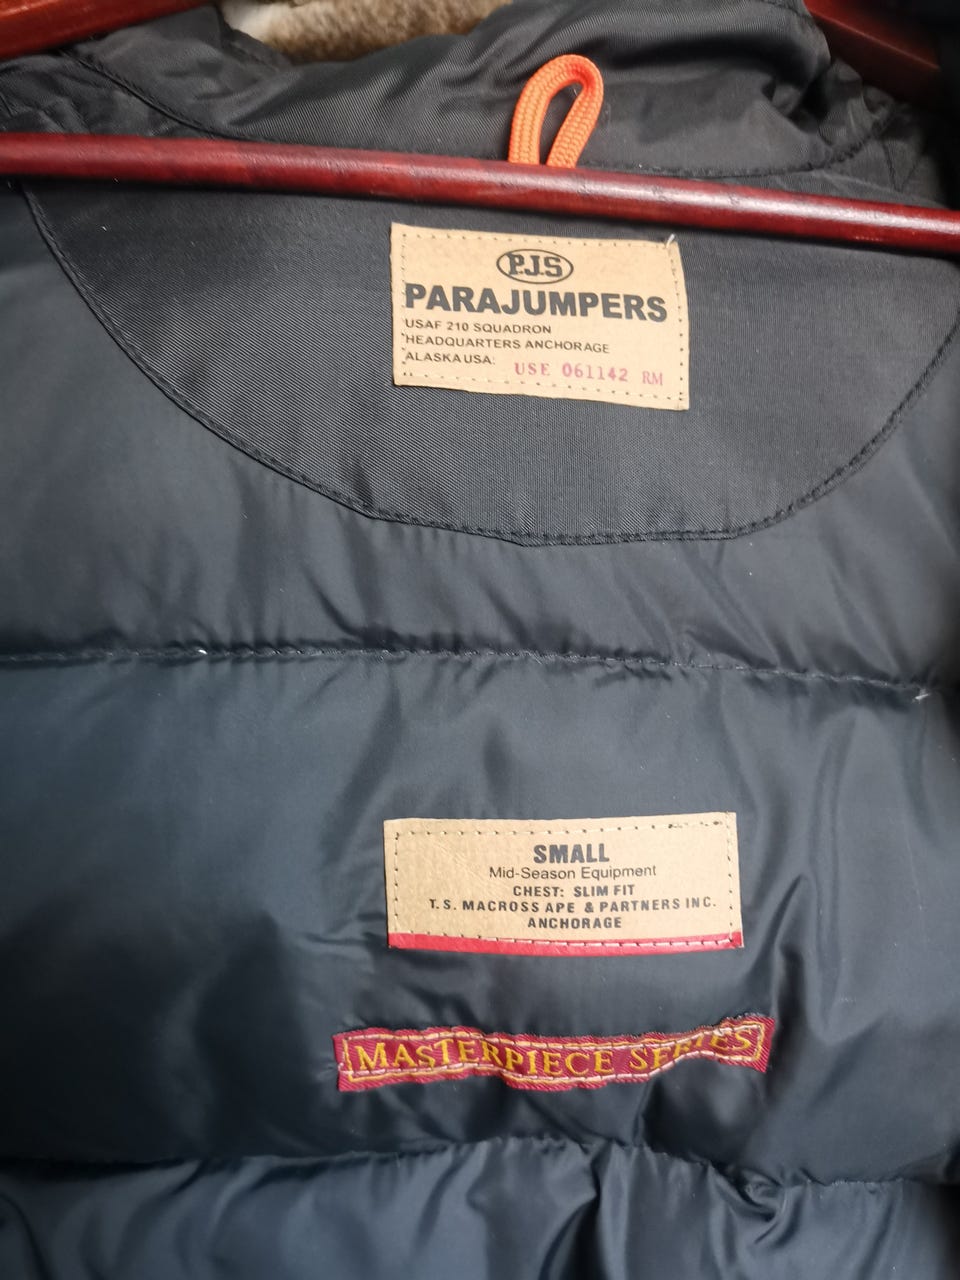 P.J.S
PARAJUMPERS
USAF 210 SQUADRON
HEADQUARTERS ANCHORAGE
ALASKA USA:
USE 061142 RM
SMALL
Mid-Season Equipment
CHEST: SLIM FIT
T.S. MACROSS APE & PARTNERS INC.
ANCHORAGE
MASTERPIECE SERIES